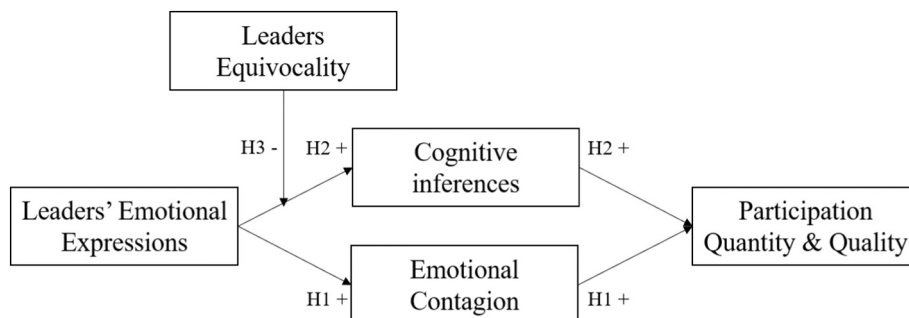 Leaders
Equivocality
H3 -
H2 +
Cognitive
inferences
H2 +
Leaders’ Emotional
Expressions
Participation
Quantity & Quality
H1 +
Emotional
Contagion
H1 +